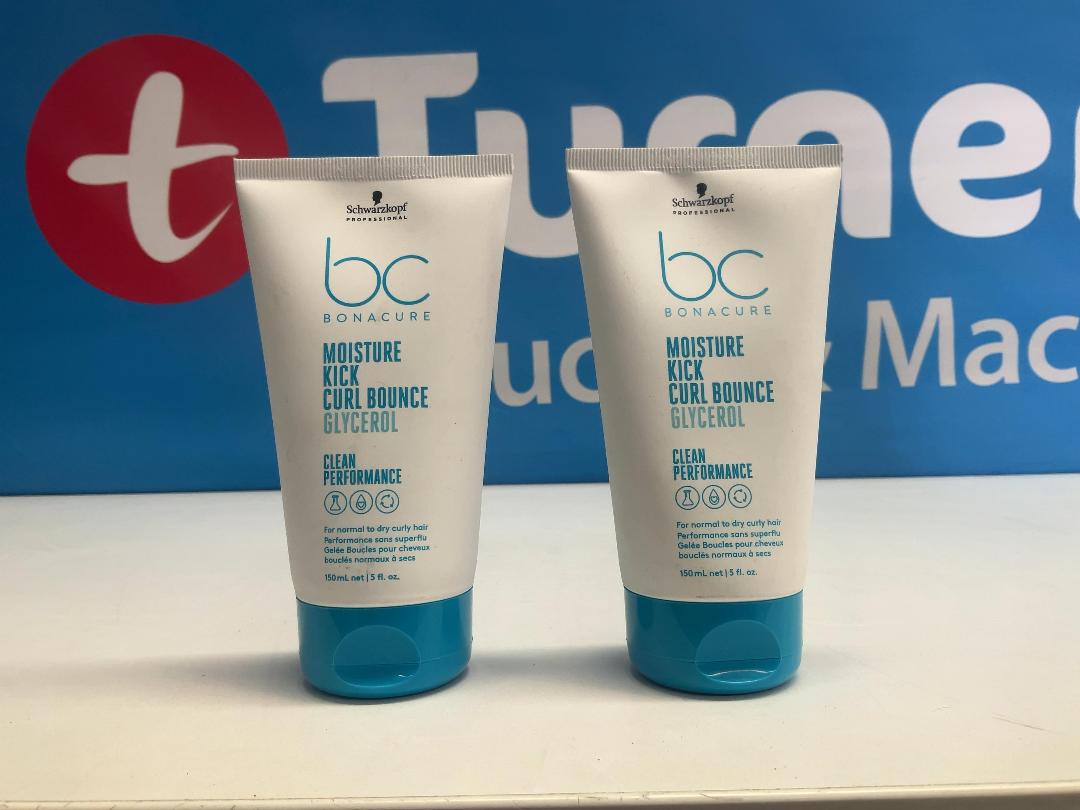 t Turne
uc & Mac
Schwarzkopf
PROFESSIONAL
bc
BONACURE
MOISTURE
KICK
CURL BOUNCE
GLYCEROL
CLEAN
PERFORMANCE
For normal to dry curly hair
Performance sans superflu
Gelée Boucles pour cheveux
bouclés normaux à secs
150mL net | 5 fl. oz.
Schwarzkopf
PROFESSIONAL
bc
BONACURE
MOISTURE
KICK
CURL BOUNCE
GLYCEROL
CLEAN
PERFORMANCE
For normal to dry curly hair
Performance sans superflu
Gelée Boucles pour cheveux
bouclés normaux à secs
150mL net | 5 fl. oz.